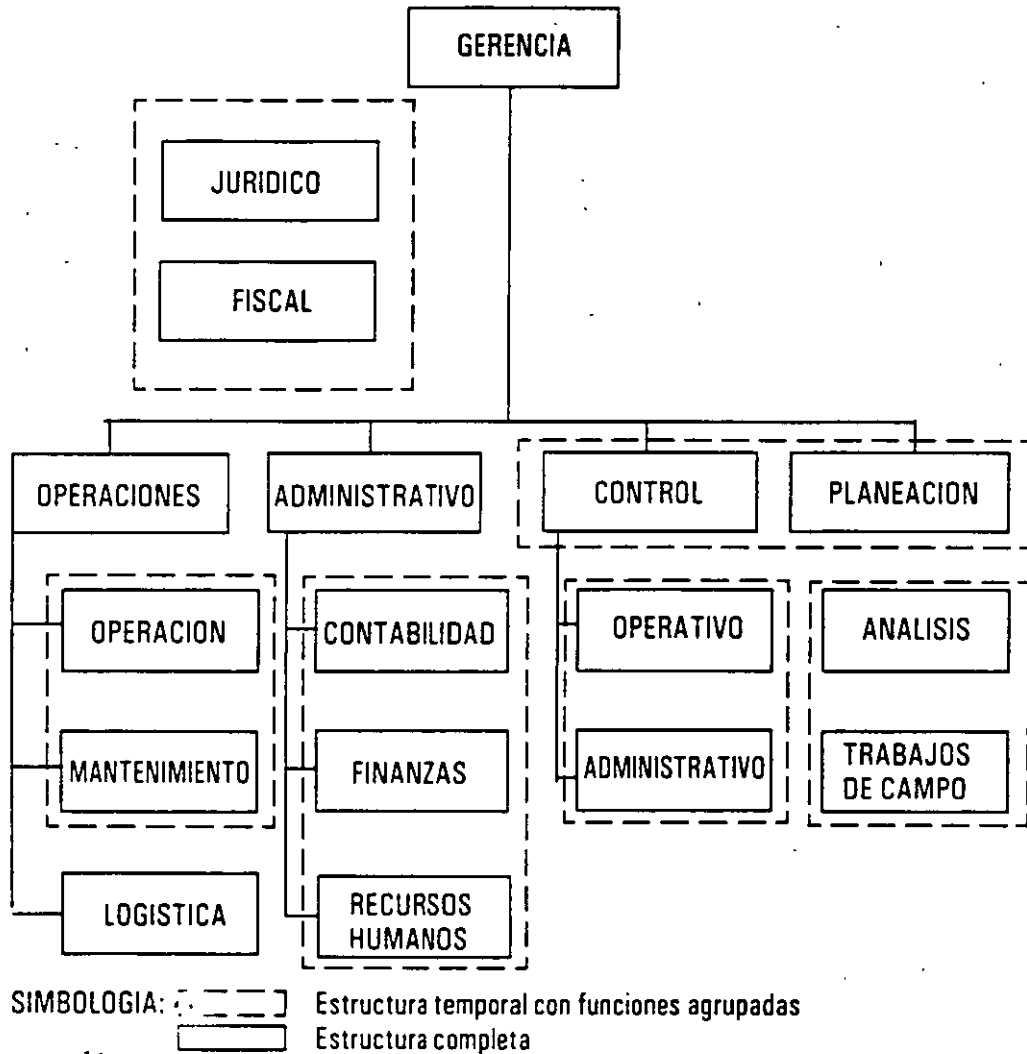 GERENCIA
JURIDICO
FISCAL
OPERACIONES
ADMINISTRATIVO
CONTROL
PLANEACION
OPERACION
CONTABILIDAD
OPERATIVO
ANALISIS
MANTENIMIENTO
FINANZAS
ADMINISTRATIVO
TRABAJOS
DE CAMPO
LOGISTICA
RECURSOS
HUMANOS
SIMBOLOGIA:
Estructura temporal con funciones agrupadas
Estructura completa